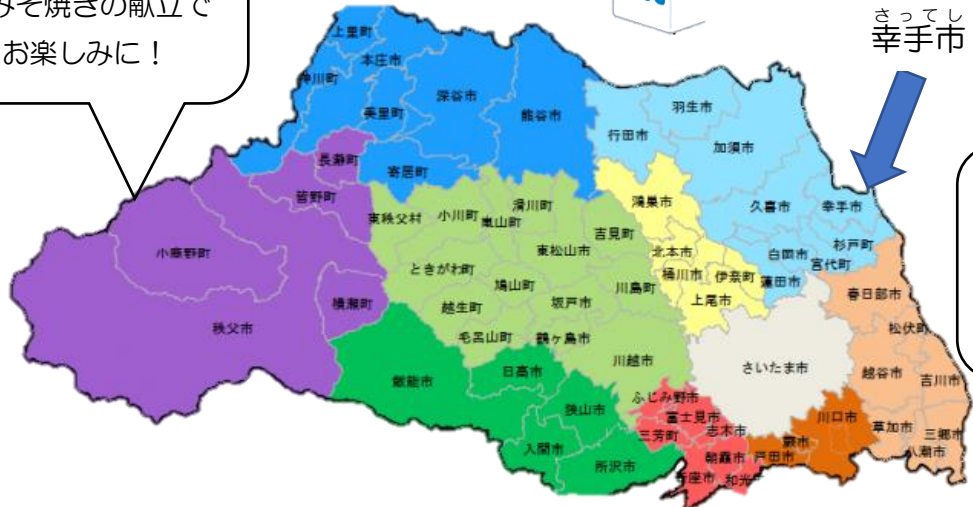 みそ焼きの献立で
お楽しみに！
さってし
幸手市
上里町
本庄市
神川町
美里町
深谷市
熊谷市
寄居町
長瀞町
皆野町
小鹿野町
秩父市
横瀬町
行田市
羽生市
加須市
久喜市
幸手市
杉戸町
白岡市
宮代町
蓮田市
鴻巣市
北本市
桶川市
伊奈町
上尾市
東秩父村
小川町
嵐山町
滑川町
吉見町
東松山市
ときがわ町
鳩山町
川島町
越生町
坂戸市
毛呂山町
鶴ヶ島市
川越市
さいたま市
春日部市
松伏町
越谷市
吉川市
草加市
三郷市
八潮市
川口市
蕨市
戸田市
ふじみ野市
富士見市
三芳町
志木市
朝霞市
新座市
和光
飯能市
日高市
狭山市
入間市
所沢市